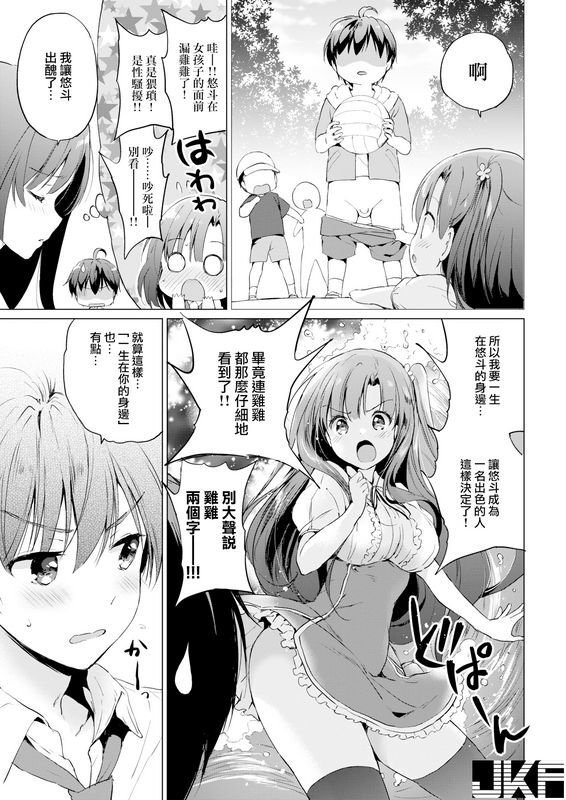 啊
哇—!!悠斗在
女孩子的面前
漏雞雞了!
真是猥瑣!
是性騷擾!!
吵……吵死啦—
別看—!!
はわわ
我讓悠斗
出醜了…
所以我要一生
在悠斗的身邊…
讓悠斗成為
一名出色的人
這樣決定了!
畢竟連雞雞
都那麼仔細地
看到了!!
別大聲說
雞雞
兩個字——!!!
どぱーん
就算這樣…
「一生在你的身邊」
也…
有點…
かーっ
JKF